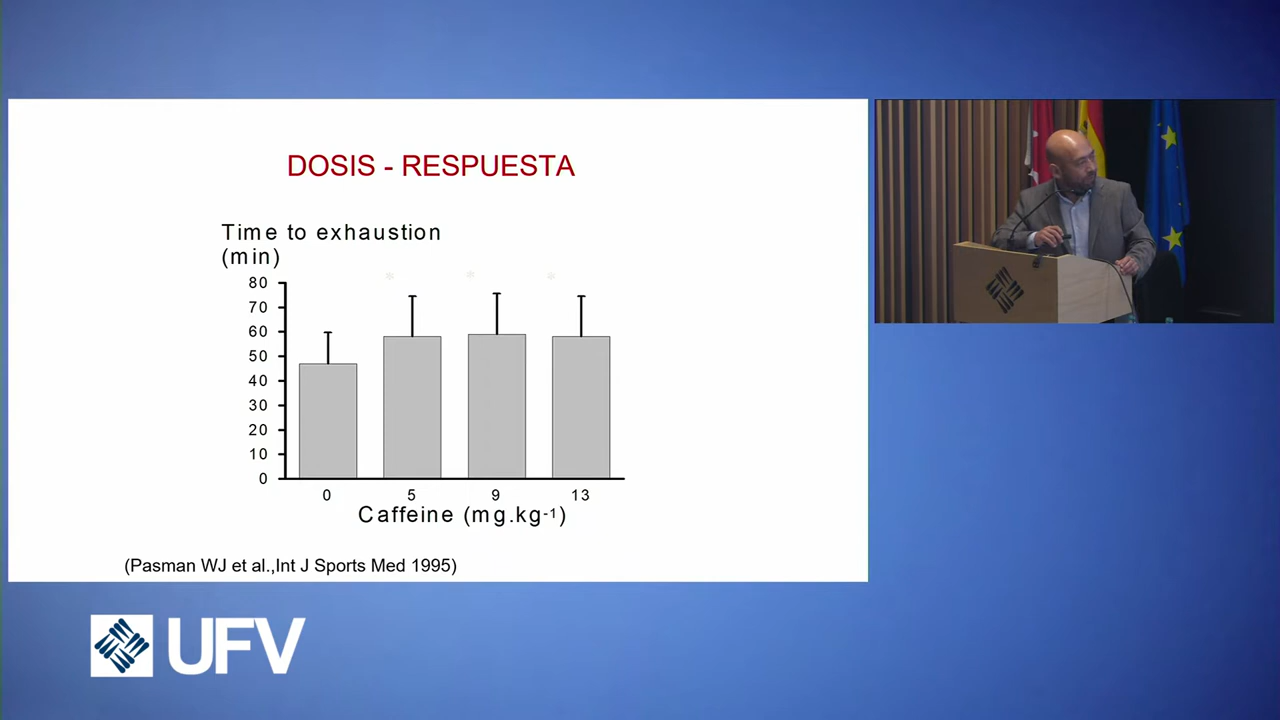 DOSIS - RESPUESTA
Time to exhaustion
(min)
80
* * *
70
60
50
40
30
20
10
0
0 5 9 13
Caffeine (mg.kg-1)
(Pasman WJ et al.,Int J Sports Med 1995)
UFV